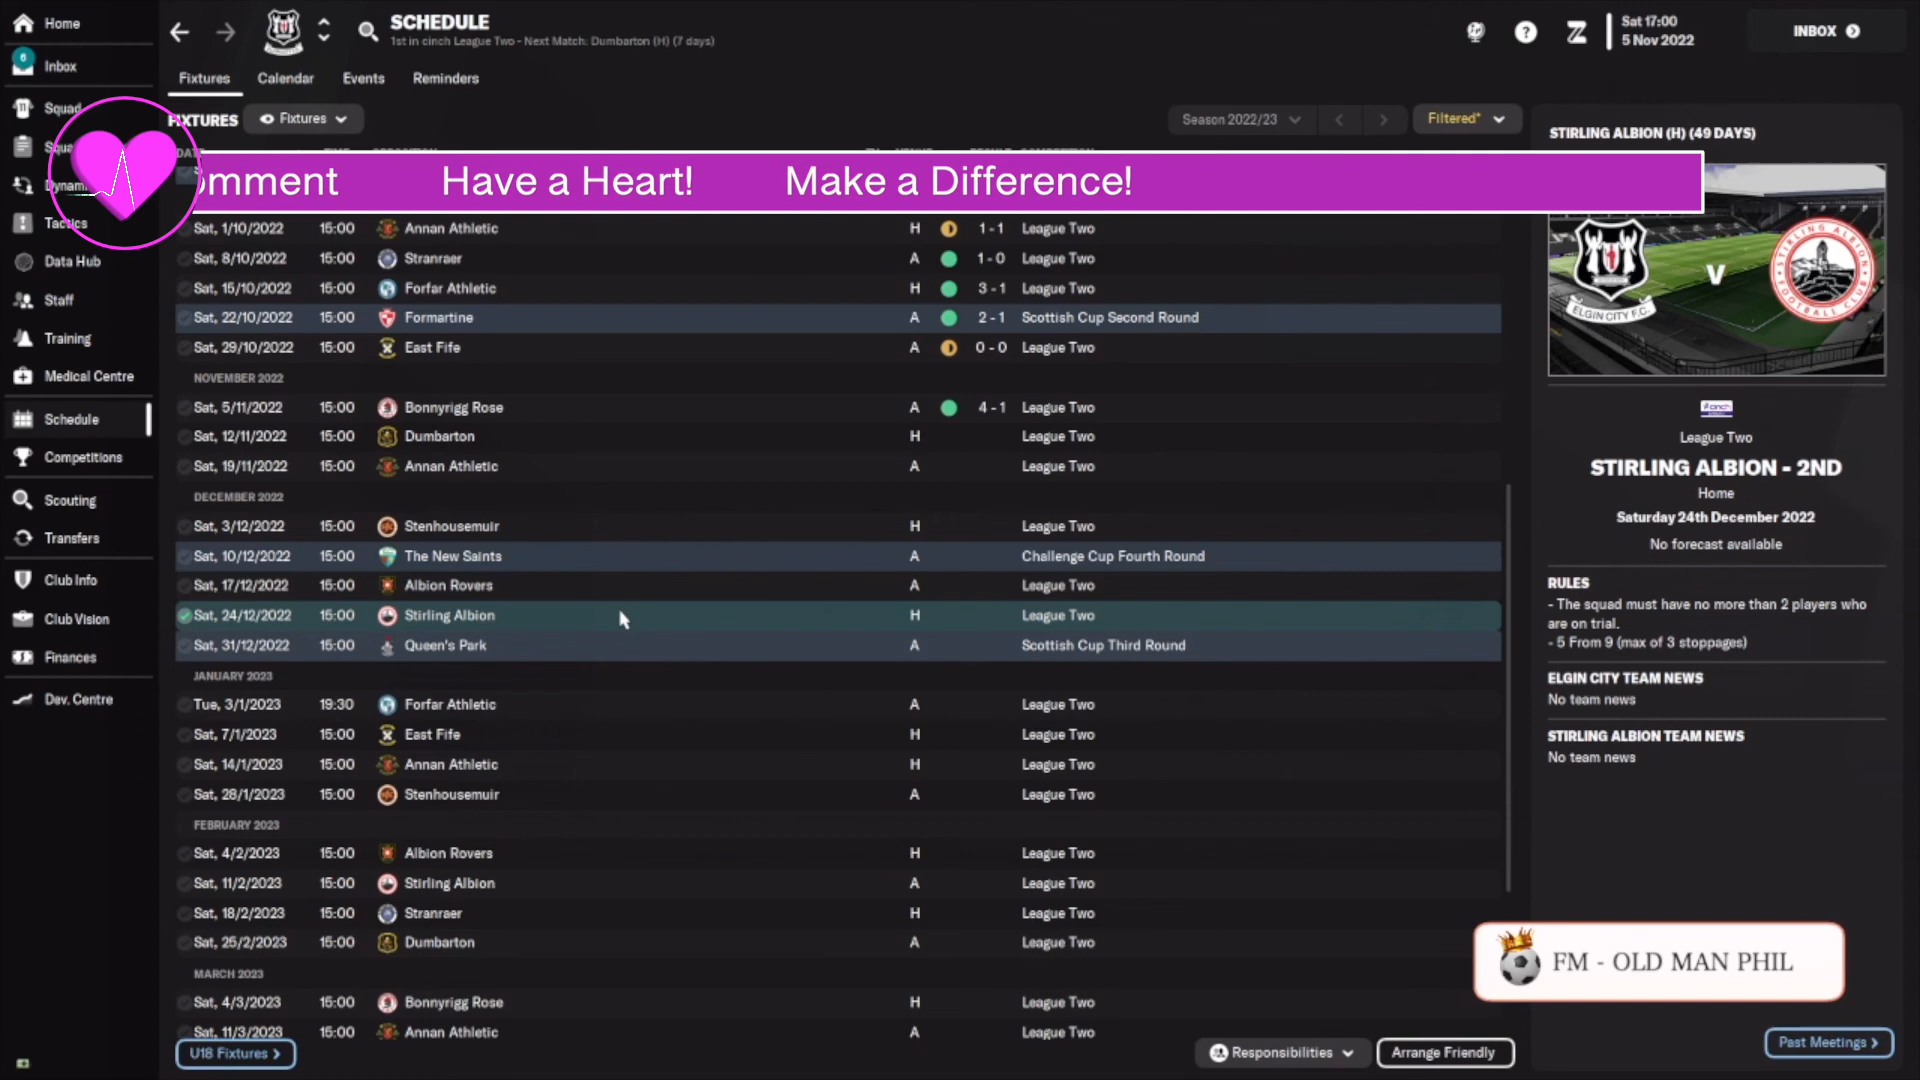 Home
SCHEDULE
1st in cinch League Two - Next Match: Dumbarton (H) (7 days)
Sat 17:00
5 Nov 2022
INBOX
6
Inbox
Fixtures Calendar Events Reminders
Squad
FIXTURES Fixtures Season 2022/23 Filtered*
STIRLING ALBION (H) (49 DAYS)
omment Have a Heart! Make a Difference!
Tactics
Sat, 1/10/2022 15:00 Annan Athletic H 1 - 1 League Two
Data Hub
Sat, 8/10/2022 15:00 Stranraer A 1 - 0 League Two
Staff
Sat, 15/10/2022 15:00 Forfar Athletic H 3 - 1 League Two
V
ELGIN CITY F.C.
STIRLING ALBION
FOOTBALL CLUB
Sat, 22/10/2022 15:00 Formartine A 2 - 1 Scottish Cup Second Round
Training
Sat, 29/10/2022 15:00 East Fife A 0 - 0 League Two
Medical Centre
NOVEMBER 2022
Schedule
Sat, 5/11/2022 15:00 Bonnyrigg Rose A 4 - 1 League Two
cinch
Sat, 12/11/2022 15:00 Dumbarton H League Two
League Two
Competitions
Sat, 19/11/2022 15:00 Annan Athletic A League Two
STIRLING ALBION - 2ND
Scouting
DECEMBER 2022
Home
Sat, 3/12/2022 15:00 Stenhousemuir H League Two
Saturday 24th December 2022
Transfers
No forecast available
Sat, 10/12/2022 15:00 The New Saints A Challenge Cup Fourth Round
Club Info
Sat, 17/12/2022 15:00 Albion Rovers A League Two
RULES
- The squad must have no more than 2 players who
are on trial.
- 5 From 9 (max of 3 stoppages)
Club Vision
Sat, 24/12/2022 15:00 Stirling Albion H League Two
Finances
Sat, 31/12/2022 15:00 Queen's Park A Scottish Cup Third Round
ELGIN CITY TEAM NEWS
No team news
JANUARY 2023
Dev. Centre
Sat, Tue, 3/1/2023 19:30 Forfar Athletic A League Two
STIRLING ALBION TEAM NEWS
No team news
Sat, 7/1/2023 15:00 East Fife H League Two
Sat, 14/1/2023 15:00 Annan Athletic H League Two
Sat, 28/1/2023 15:00 Stenhousemuir A League Two
FEBRUARY 2023
Sat, 4/2/2023 15:00 Albion Rovers H League Two
Sat, 11/2/2023 15:00 Stirling Albion A League Two
Sat, 18/2/2023 15:00 Stranraer H League Two
Sat, 25/2/2023 15:00 Dumbarton A League Two
FM - OLD MAN PHIL
MARCH 2023
Sat, 4/3/2023 15:00 Bonnyrigg Rose H League Two
Sat, 11/3/2023 15:00 Annan Athletic A League Two
U18 Fixtures Responsibilities Arrange Friendly Past Meetings